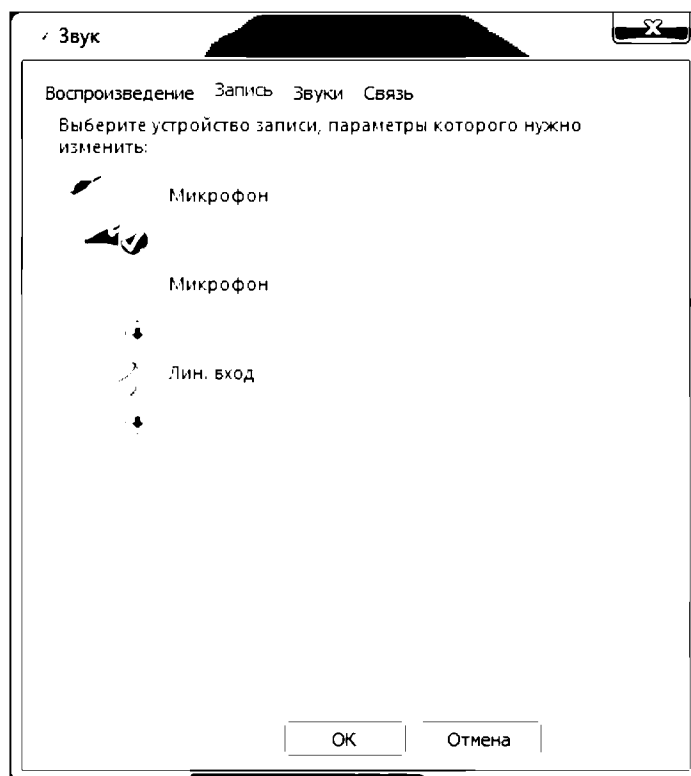 Звук
Воспроизведение Запись Звуки Связь
Выберите устройство записи, параметры которого нужно
изменить:
Микрофон
Микрофон
Лин. вход
ОК Отмена